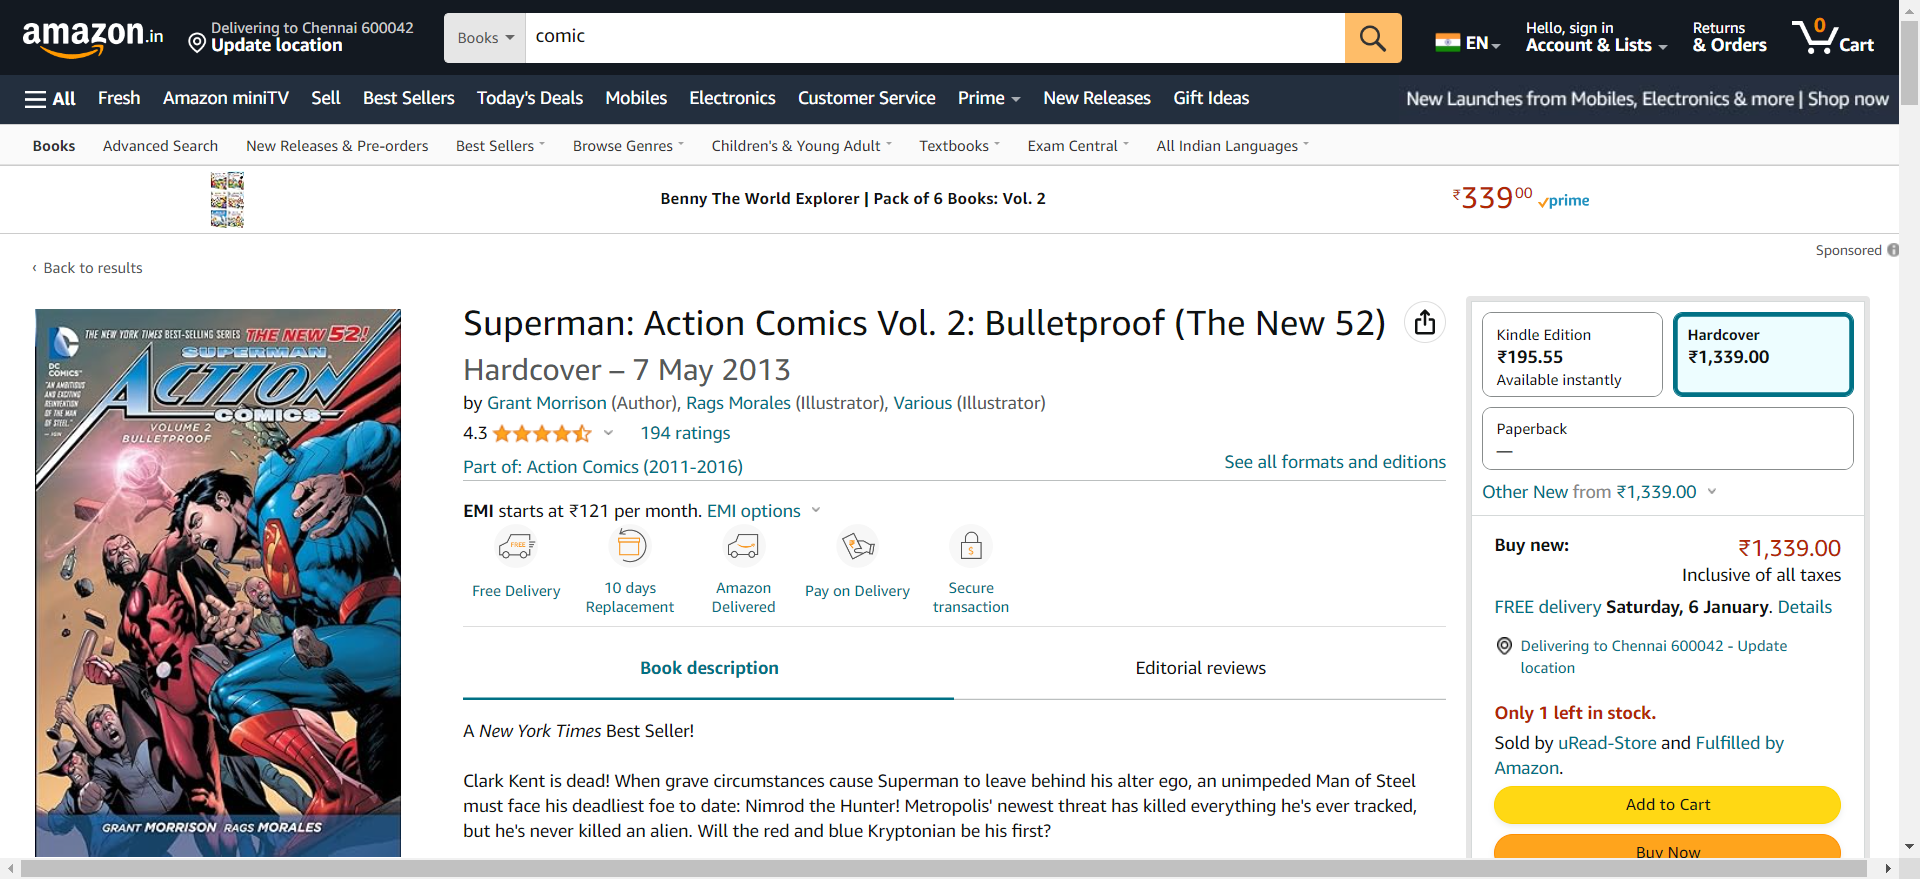 amazon.in
Delivering to Chennai 600042
Update location
Books
comic
EN
Hello, sign in
Account & Lists
Returns
& Orders
0
Cart
All
Fresh
Amazon miniTV
Sell
Best Sellers
Today's Deals
Mobiles
Electronics
Customer Service
Prime
New Releases
Gift Ideas
New Launches from Mobiles, Electronics & more | Shop now
Books
Advanced Search
New Releases & Pre-orders
Best Sellers
Browse Genres
Children's & Young Adult
Textbooks
Exam Central
All Indian Languages
Benny The World Explorer | Pack of 6 Books: Vol. 2
₹33900
prime
Sponsored
‹ Back to results
DC
DC
COMICS™
THE NEW YORK TIMES BEST-SELLING SERIES
THE NEW 52!
"AN AMBITIOUS
AND EXCITING
REINVENTION
OF THE MAN
OF STEEL."
— IGN
SUPERMAN
ACTION
COMICS
VOLUME 2
BULLETPROOF
GRANT MORRISON RAGS MORALES
Superman: Action Comics Vol. 2: Bulletproof (The New 52)
Hardcover – 7 May 2013
by Grant Morrison (Author), Rags Morales (Illustrator), Various (Illustrator)
4.3
194 ratings
Part of: Action Comics (2011-2016)
See all formats and editions
EMI starts at ₹121 per month. EMI options
FREE
Free Delivery
10 days
Replacement
Amazon
Delivered
₹
Pay on Delivery
$
Secure
transaction
Book description
Editorial reviews
A New York Times Best Seller!
Clark Kent is dead! When grave circumstances cause Superman to leave behind his alter ego, an unimpeded Man of Steel
must face his deadliest foe to date: Nimrod the Hunter! Metropolis' newest threat has killed everything he's ever tracked,
but he's never killed an alien. Will the red and blue Kryptonian be his first?
Kindle Edition
₹195.55
Available instantly
Hardcover
₹1,339.00
Paperback
—
Other New from ₹1,339.00
Buy new:
₹1,339.00
Inclusive of all taxes
FREE delivery Saturday, 6 January. Details
Delivering to Chennai 600042 - Update
location
Only 1 left in stock.
Sold by uRead-Store and Fulfilled by
Amazon.
Add to Cart
Buy Now